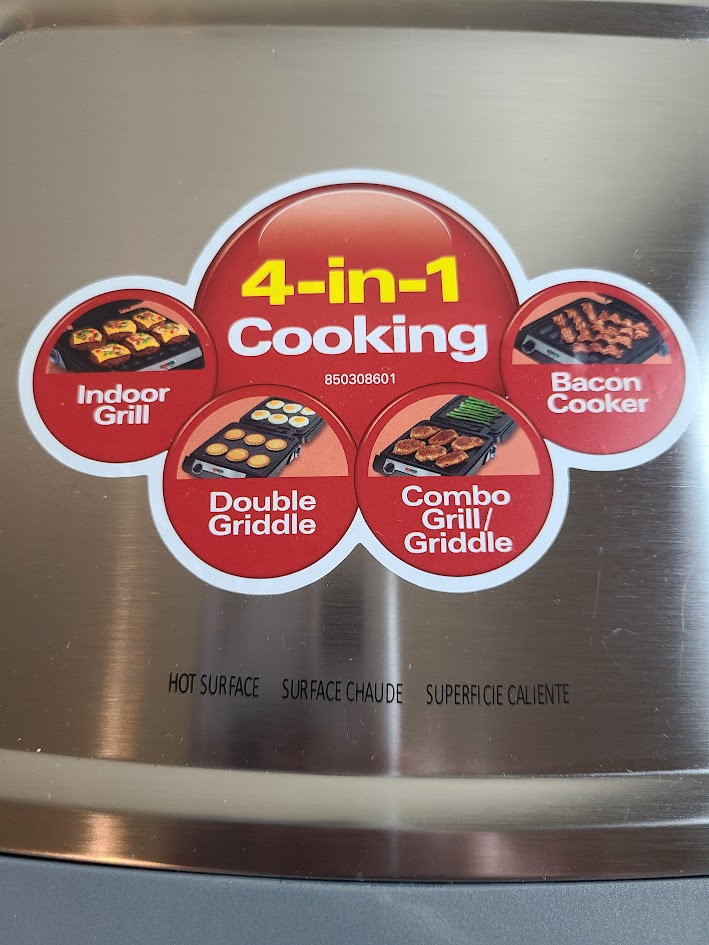 4-in-1
Cooking
850308601
Indoor
Grill
Double
Griddle
Combo
Grill/
Griddle
Bacon
Cooker
HOT SURFACE SURFACE CHAUDE SUPERFICIE CALIENTE